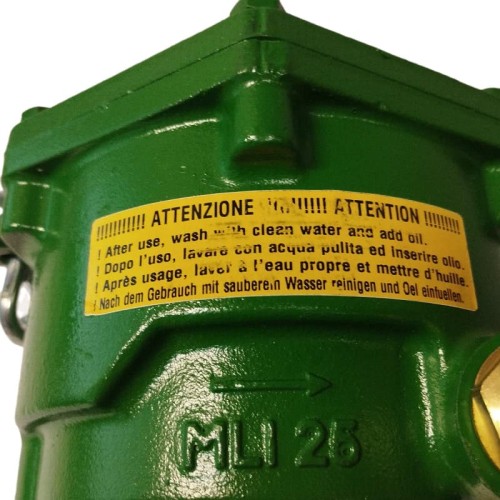 !!!!!!!!!!! ATTENZIONE !!!!!!!!!! ATTENTION !!!!!!!!!
! After use, wash with clean water and add oil.
! Dopo l'uso, lavare con acqua pulita ed inserire olio.
! Après usage, laver à l'eau propre et mettre d'huile.
! Nach dem Gebrauch mit sauberein Wasser reinigen und Oel einfuellen.
MLI 25